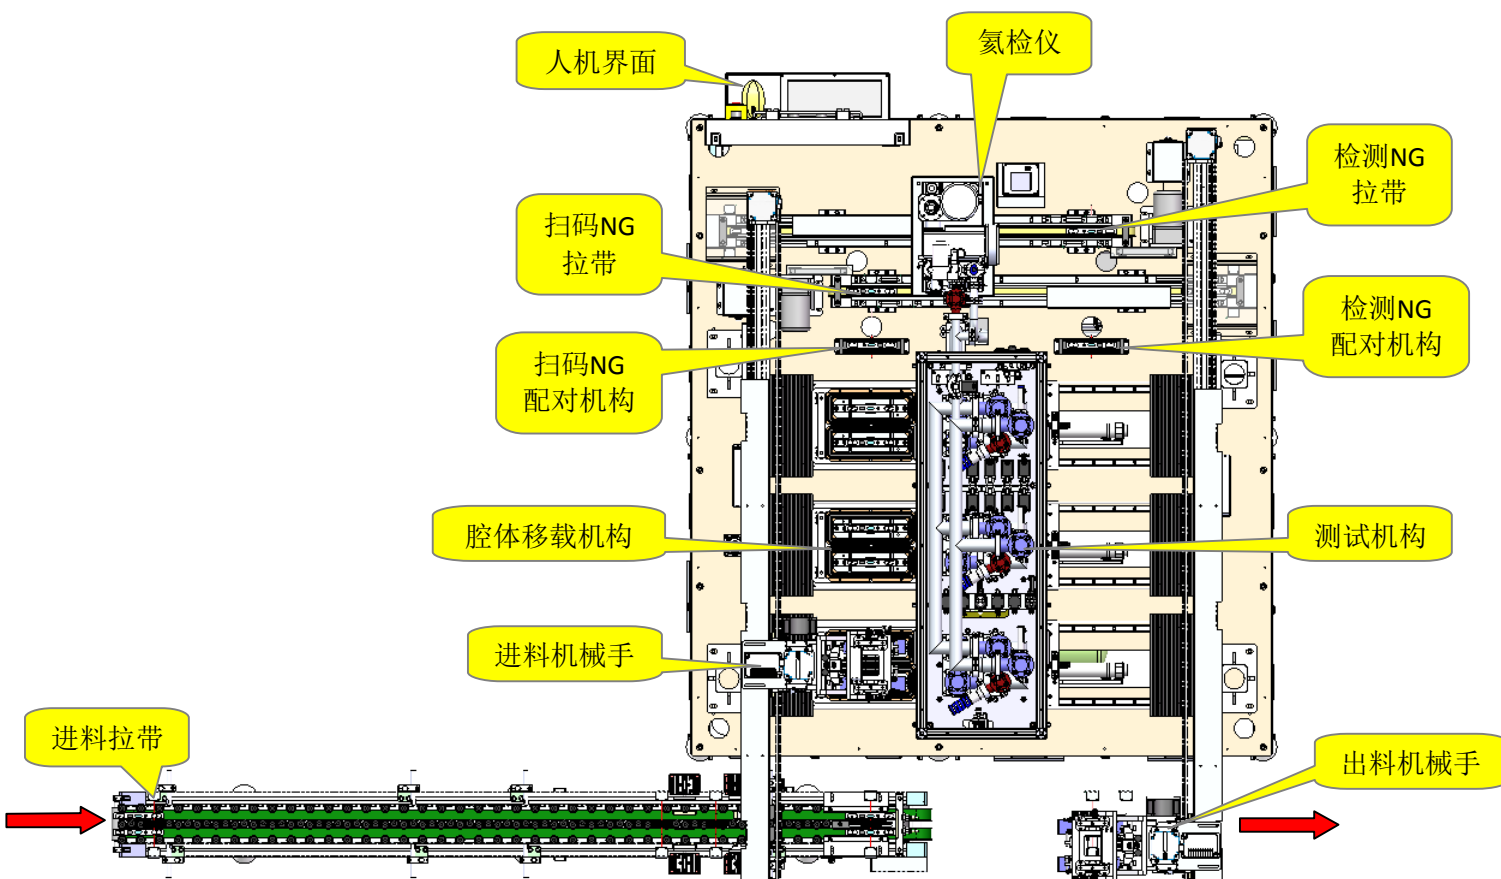 人机界面
氦检仪
检测NG
拉带
扫码NG
拉带
检测NG
配对机构
扫码NG
配对机构
腔体移载机构
测试机构
进料机械手
进料拉带
出料机械手